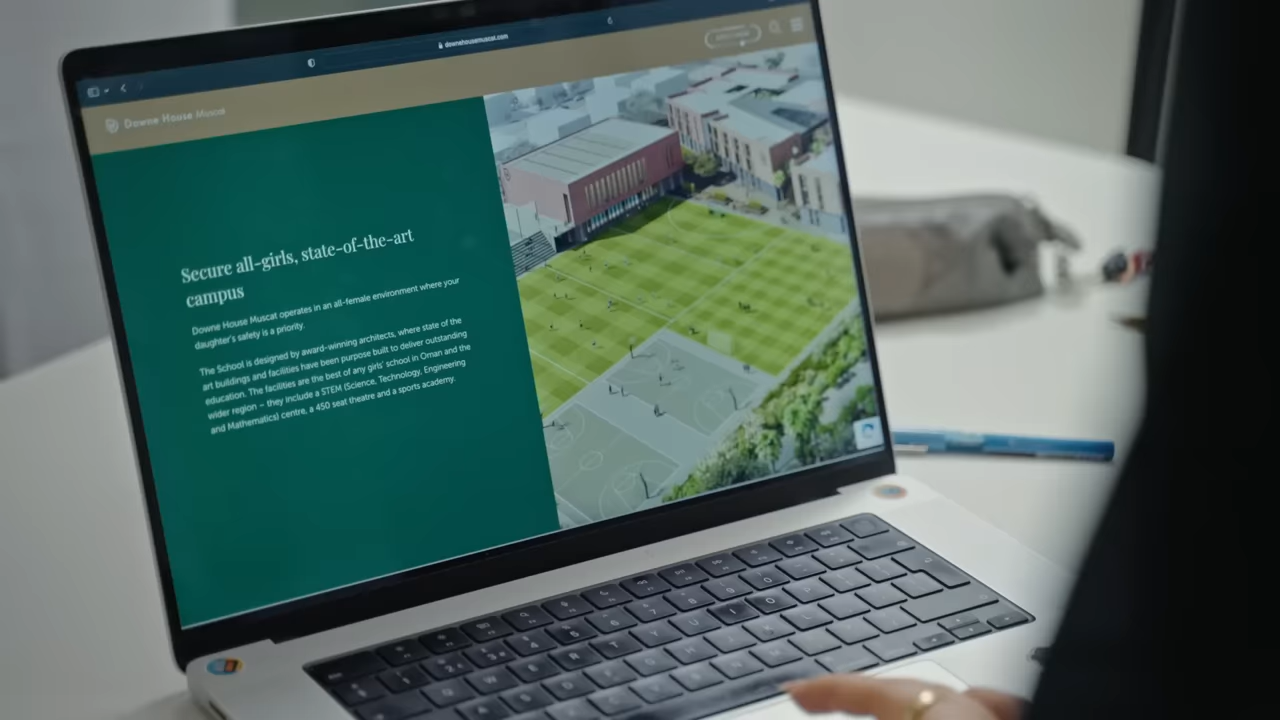 downehousemuscat.com
Downe House Muscat
Secure all-girls, state-of-the-art
campus
Downe House Muscat operates in an all-female environment where your
daughter's safety is a priority.
The School is designed by award-winning architects, where state of the
art buildings and facilities have been purpose built to deliver outstanding
education. The facilities are the best of any girls' school in Oman and the
wider region – they include a STEM (Science, Technology, Engineering
and Mathematics) centre, a 450 seat theatre and a sports academy.